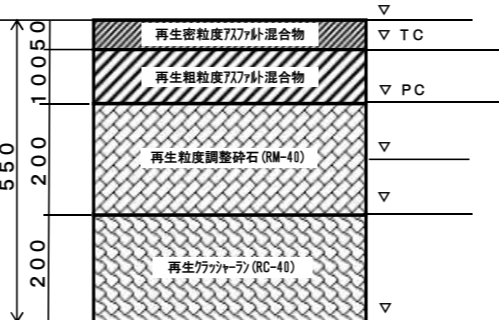 ▽
50
再生密粒度アスファルト混合物
▽ TC
100
再生粗粒度アスファルト混合物
▽ PC
550
200
再生粒度調整砕石(RM-40)
▽
▽
200
再生クラッシャーラン(RC-40)
▽